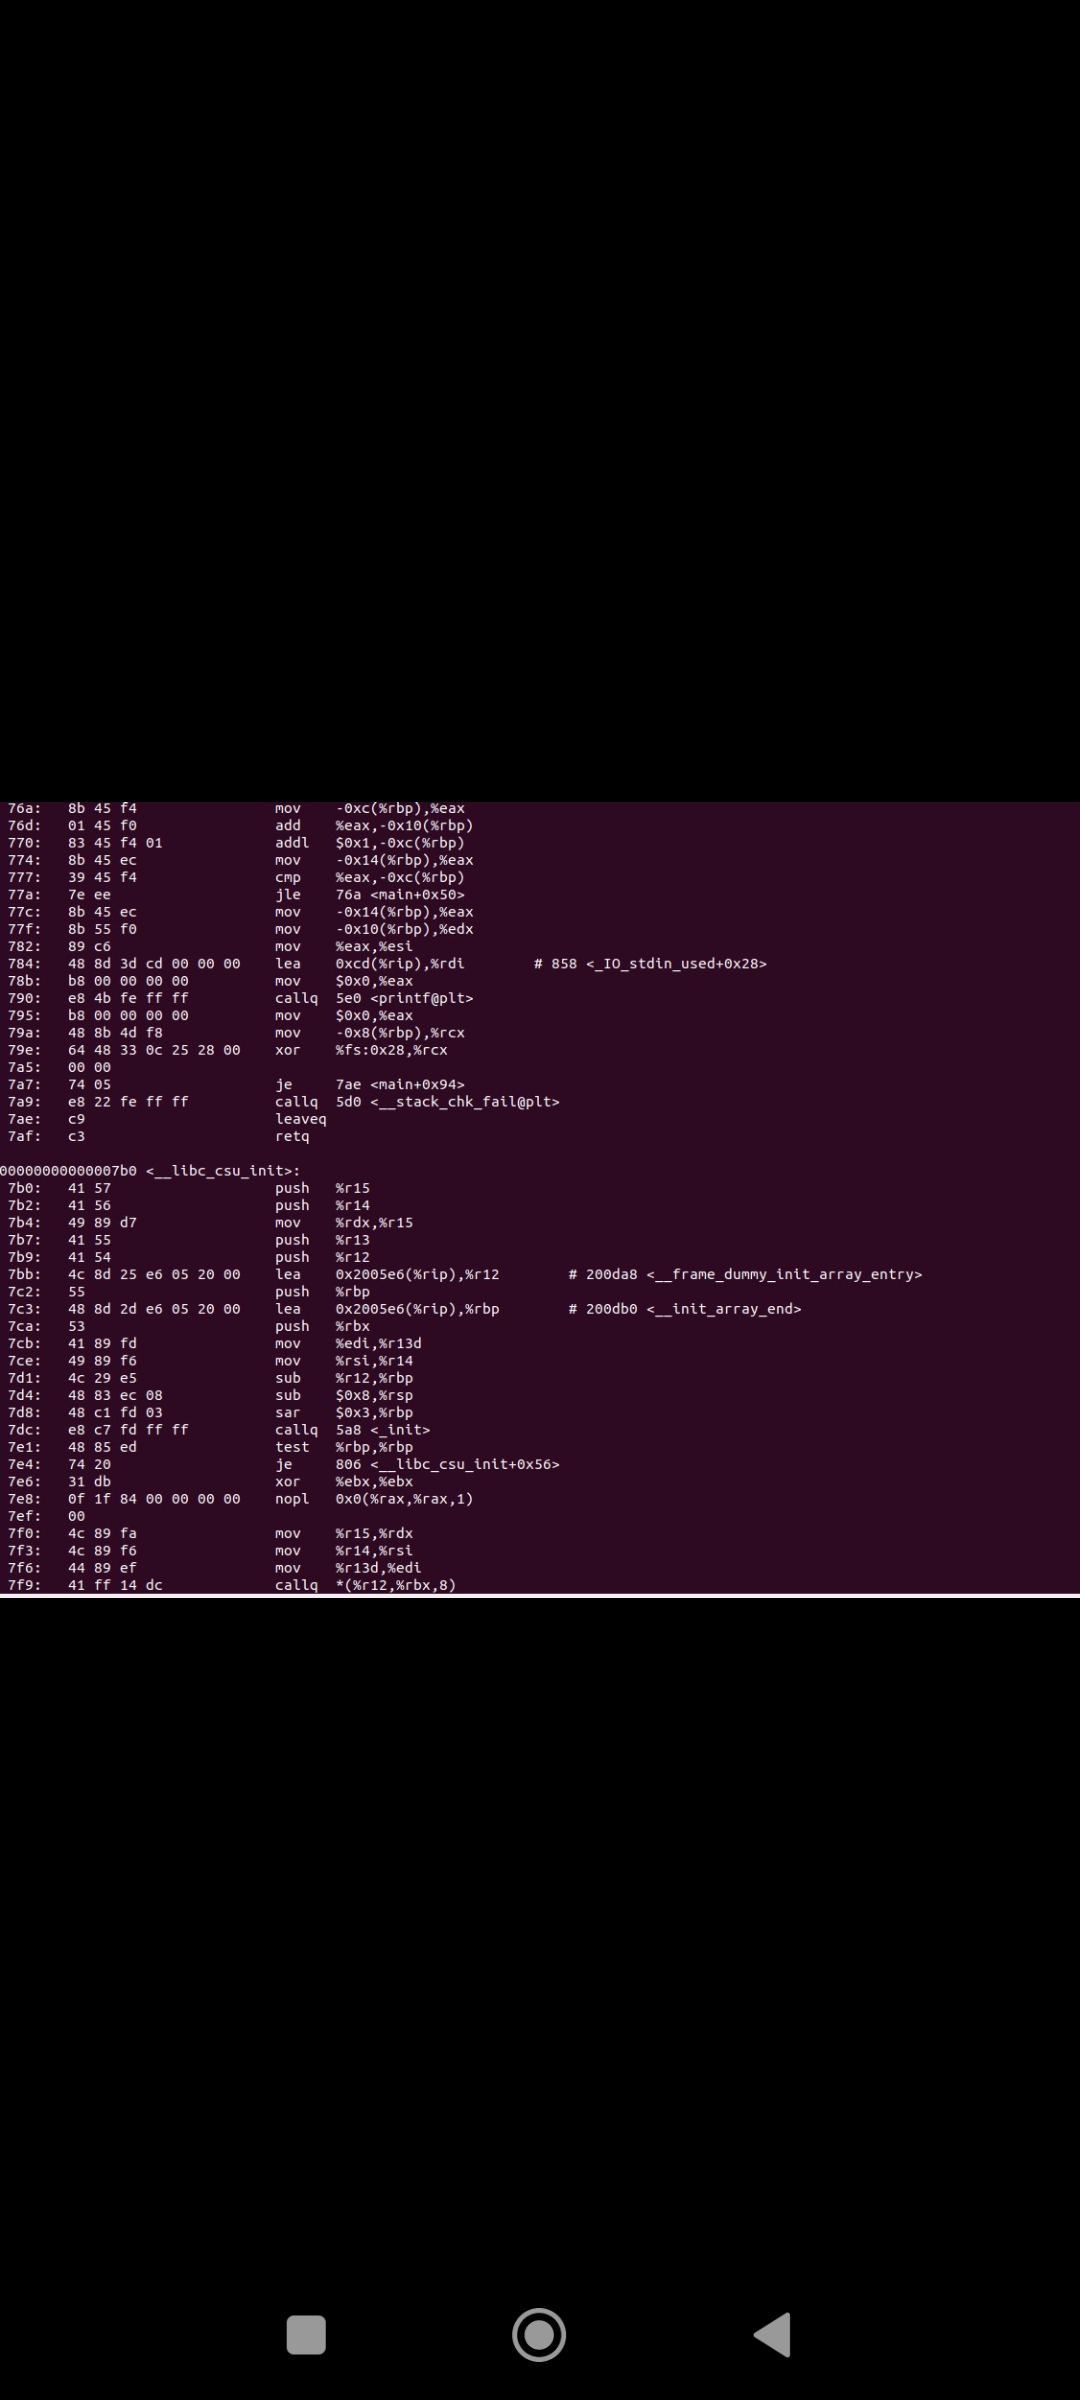 76a:   8b 45 f4                mov    -0xc(%rbp),%eax
76d:   01 45 f0                add    %eax,-0x10(%rbp)
770:   83 45 f4 01             addl   $0x1,-0xc(%rbp)
774:   8b 45 ec                mov    -0x14(%rbp),%eax
777:   39 45 f4                cmp    %eax,-0xc(%rbp)
77a:   7e ee                   jle    76a <main+0x50>
77c:   8b 45 ec                mov    -0x14(%rbp),%eax
77f:   8b 55 f0                mov    -0x10(%rbp),%edx
782:   89 c6                   mov    %eax,%esi
784:   48 8d 3d cd 00 00 00    lea    0xcd(%rip),%rdi        # 858 <_IO_stdin_used+0x28>
78b:   b8 00 00 00 00          mov    $0x0,%eax
790:   e8 4b fe ff ff          callq  5e0 <printf@plt>
795:   b8 00 00 00 00          mov    $0x0,%eax
79a:   48 8b 4d f8             mov    -0x8(%rbp),%rcx
79e:   64 48 33 0c 25 28 00    xor    %fs:0x28,%rcx
7a5:   00 00
7a7:   74 05                   je     7ae <main+0x94>
7a9:   e8 22 fe ff ff          callq  5d0 <__stack_chk_fail@plt>
7ae:   c9                      leaveq
7af:   c3                      retq
00000000000007b0 <__libc_csu_init>:
7b0:   41 57                   push   %r15
7b2:   41 56                   push   %r14
7b4:   49 89 d7                mov    %rdx,%r15
7b7:   41 55                   push   %r13
7b9:   41 54                   push   %r12
7bb:   4c 8d 25 e6 05 20 00    lea    0x2005e6(%rip),%r12        # 200da8 <__frame_dummy_init_array_entry>
7c2:   55                      push   %rbp
7c3:   48 8d 2d e6 05 20 00    lea    0x2005e6(%rip),%rbp        # 200db0 <__init_array_end>
7ca:   53                      push   %rbx
7cb:   41 89 fd                mov    %edi,%r13d
7ce:   49 89 f6                mov    %rsi,%r14
7d1:   4c 29 e5                sub    %r12,%rbp
7d4:   48 83 ec 08             sub    $0x8,%rsp
7d8:   48 c1 fd 03             sar    $0x3,%rbp
7dc:   e8 c7 fd ff ff          callq  5a8 <_init>
7e1:   48 85 ed                test   %rbp,%rbp
7e4:   74 20                   je     806 <__libc_csu_init+0x56>
7e6:   31 db                   xor    %ebx,%ebx
7e8:   0f 1f 84 00 00 00 00    nopl   0x0(%rax,%rax,1)
7ef:   00
7f0:   4c 89 fa                mov    %r15,%rdx
7f3:   4c 89 f6                mov    %r14,%rsi
7f6:   44 89 ef                mov    %r13d,%edi
7f9:   41 ff 14 dc             callq  *(%r12,%rbx,8)